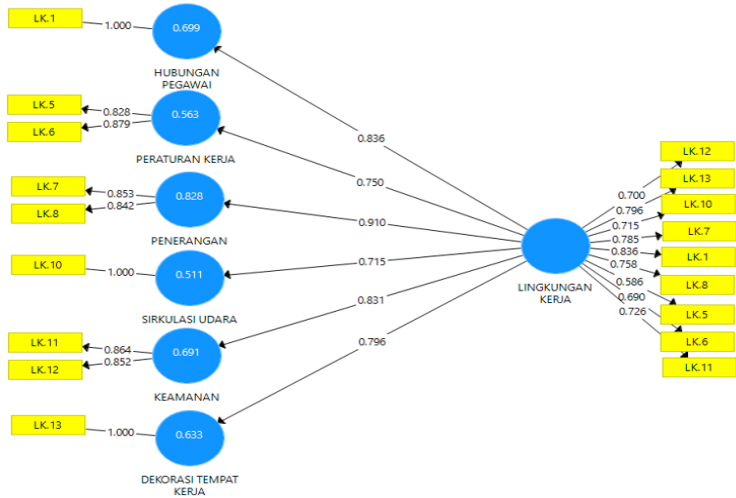 LK.1
1.000
0.699
HUBUNGAN
PEGAWAI
LK.5
0.828
LK.6
0.879
0.563
PERATURAN KERJA
LK.7
0.853
LK.8
0.842
0.828
PENERANGAN
LK.10
1.000
0.511
SIRKULASI UDARA
LK.11
0.864
LK.12
0.852
0.691
KEAMANAN
LK.13
1.000
0.633
DEKORASI TEMPAT
KERJA
0.836
0.750
0.910
0.715
0.831
0.796
LINGKUNGAN
KERJA
0.700
0.796
0.715
0.785
0.836
0.758
0.586
0.690
0.726
LK.12
LK.13
LK.10
LK.7
LK.1
LK.8
LK.5
LK.6
LK.11